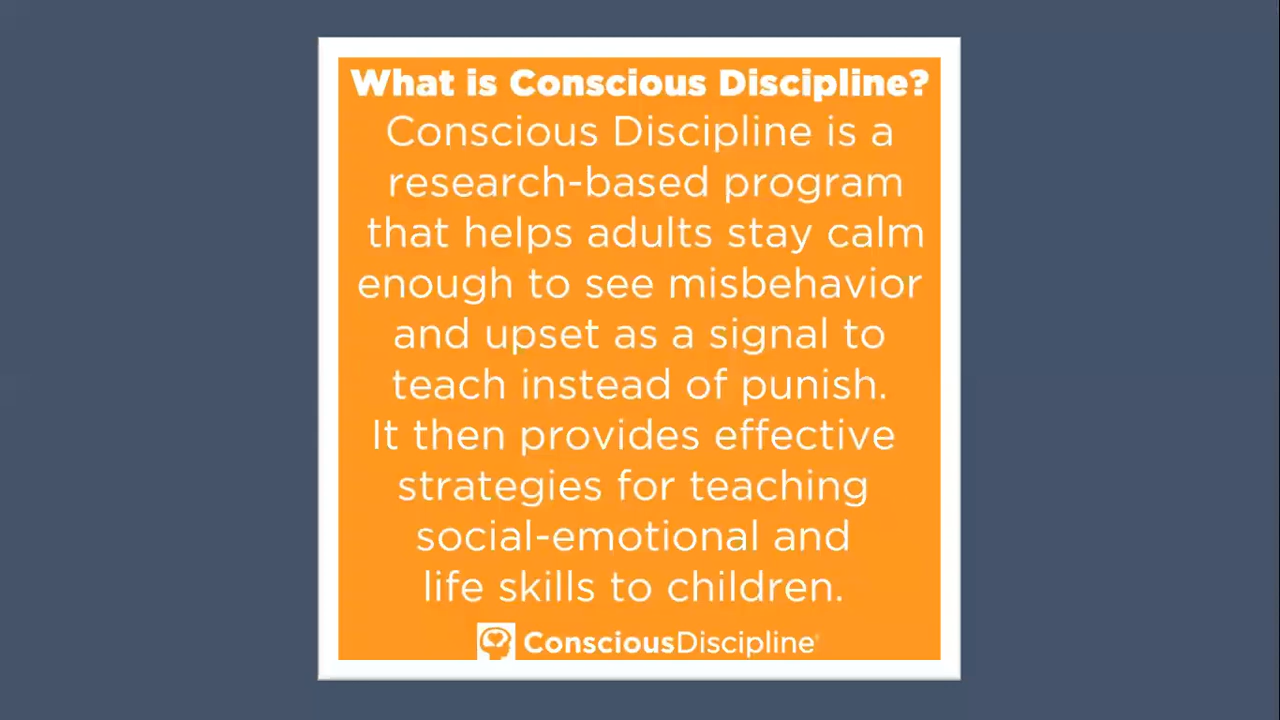 What is Conscious Discipline?
Conscious Discipline is a
research-based program
that helps adults stay calm
enough to see misbehavior
and upset as a signal to
teach instead of punish.
It then provides effective
strategies for teaching
social-emotional and
life skills to children.
ConsciousDiscipline